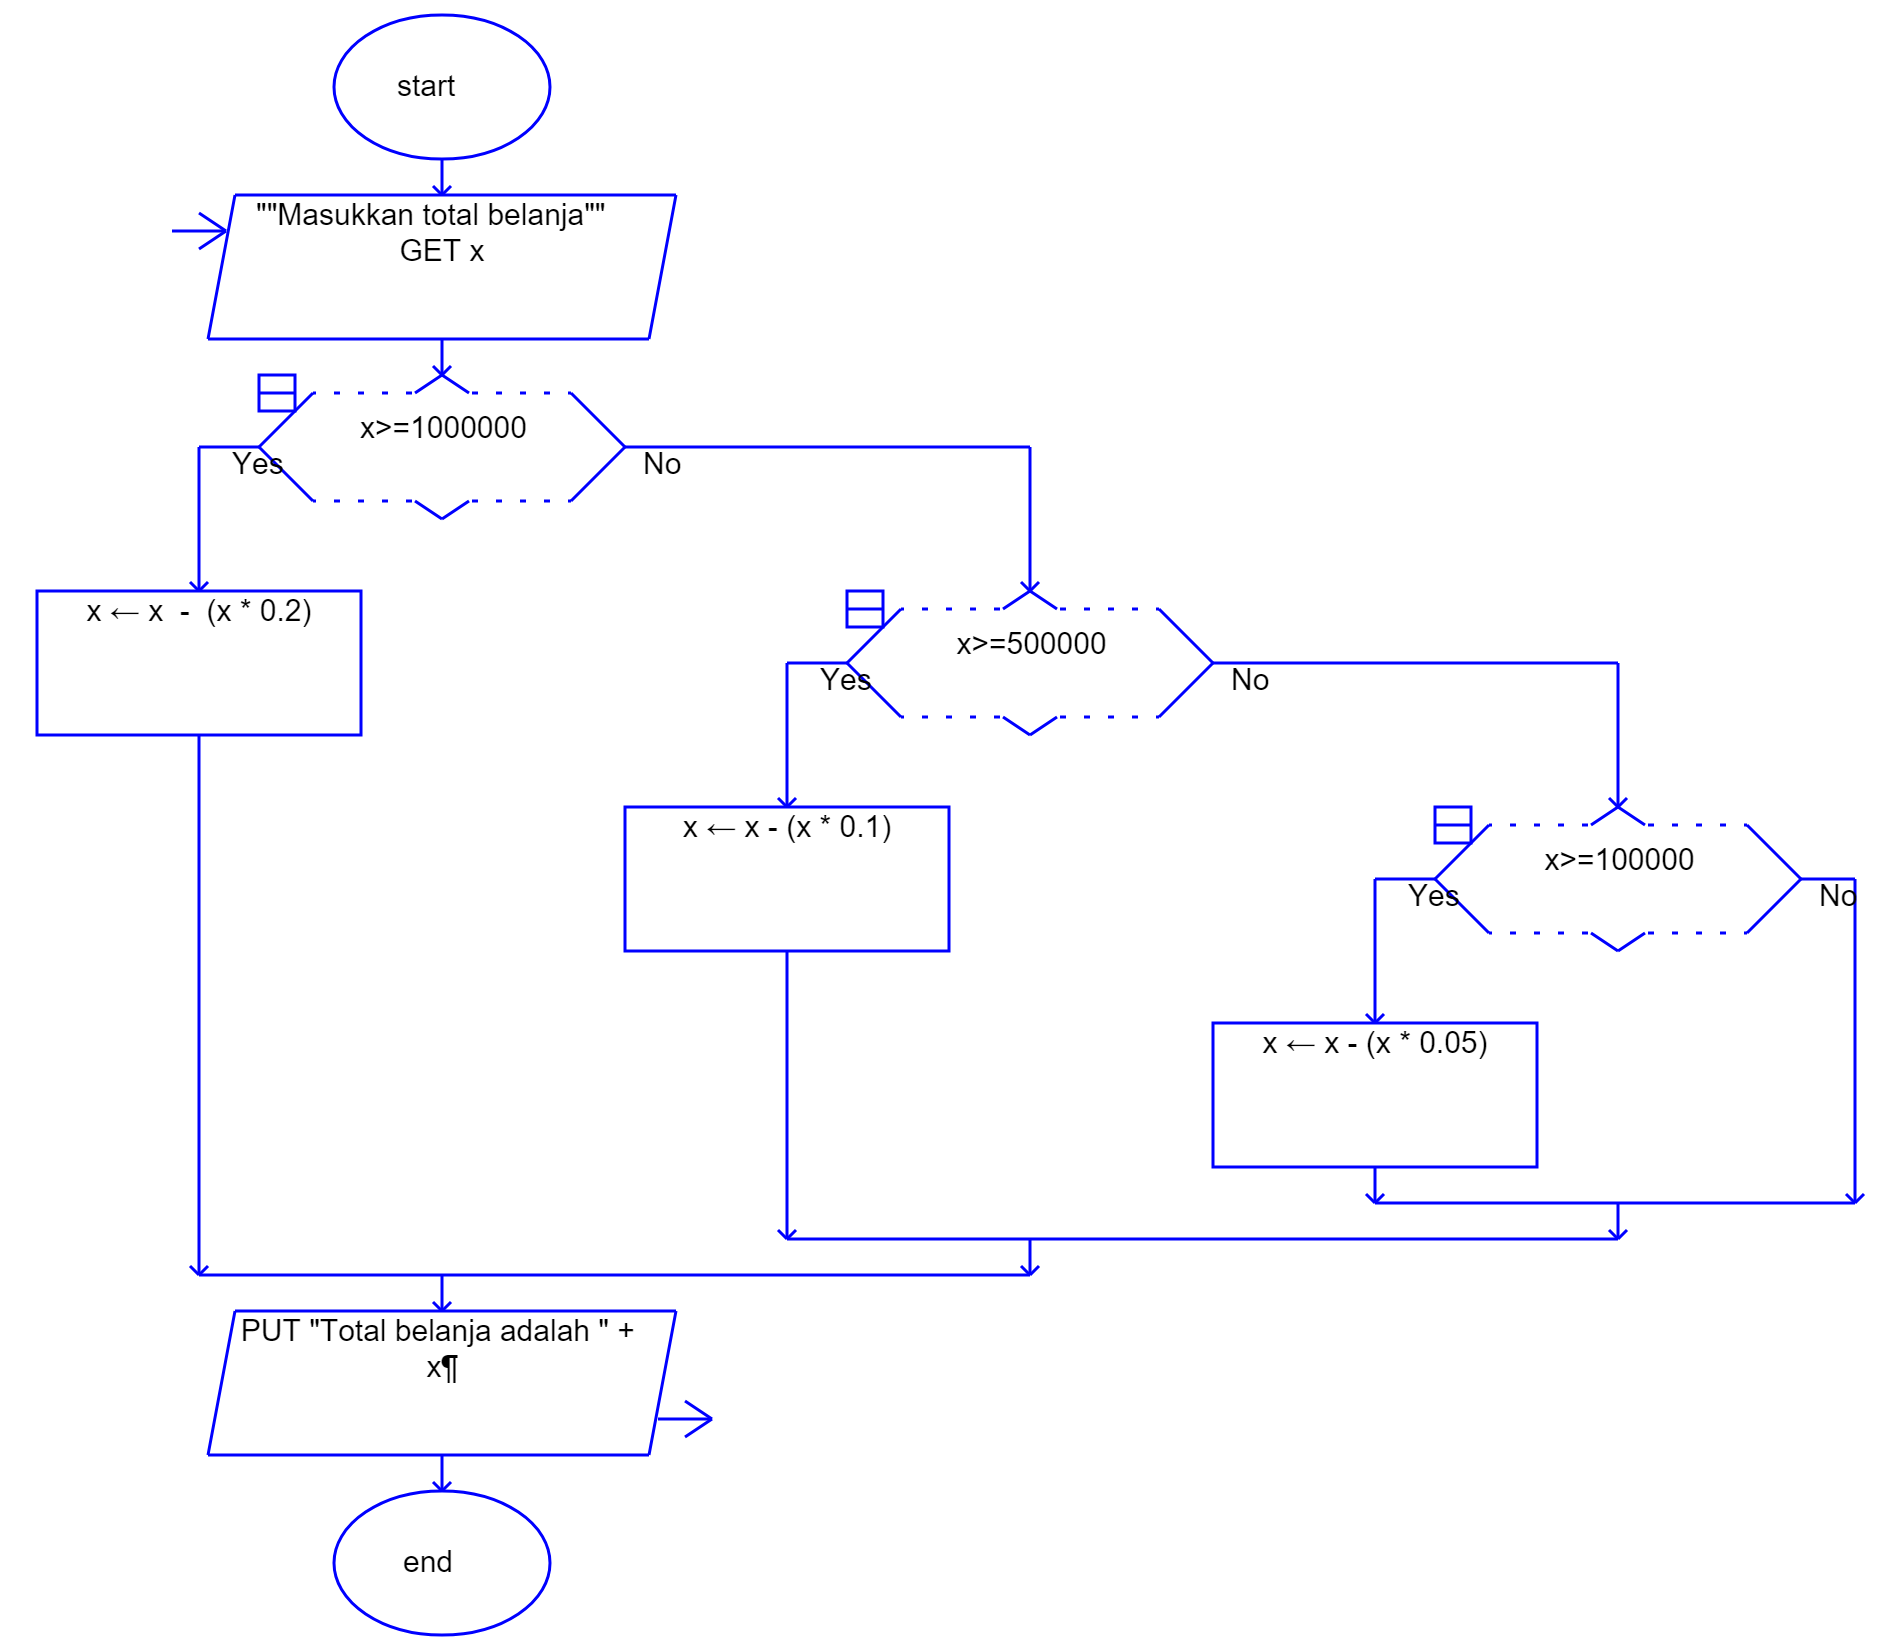 start
""Masukkan total belanja""
GET x
x>=1000000
Yes
No
x ← x  -  (x * 0.2)
x>=500000
Yes
No
x ← x - (x * 0.1)
x>=100000
Yes
No
x ← x - (x * 0.05)
PUT "Total belanja adalah " +
x¶
end